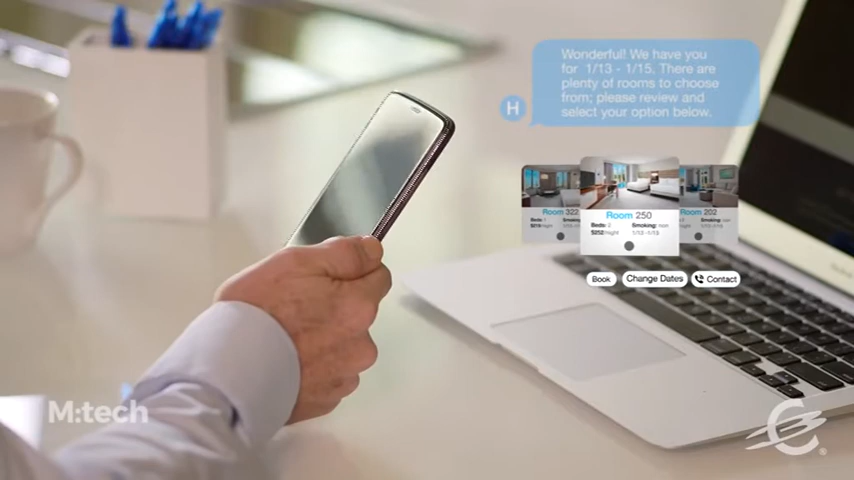 Wonderful! We have you
for 1/13 - 1/15. There are
plenty of rooms to choose
from; please review and
select your option below.
H
Room 322
Room 250
Room 202
Beds: 2 Smoking: non
$252/night 1/13 -1/13
Book
Change Dates
Contact
M:tech
®